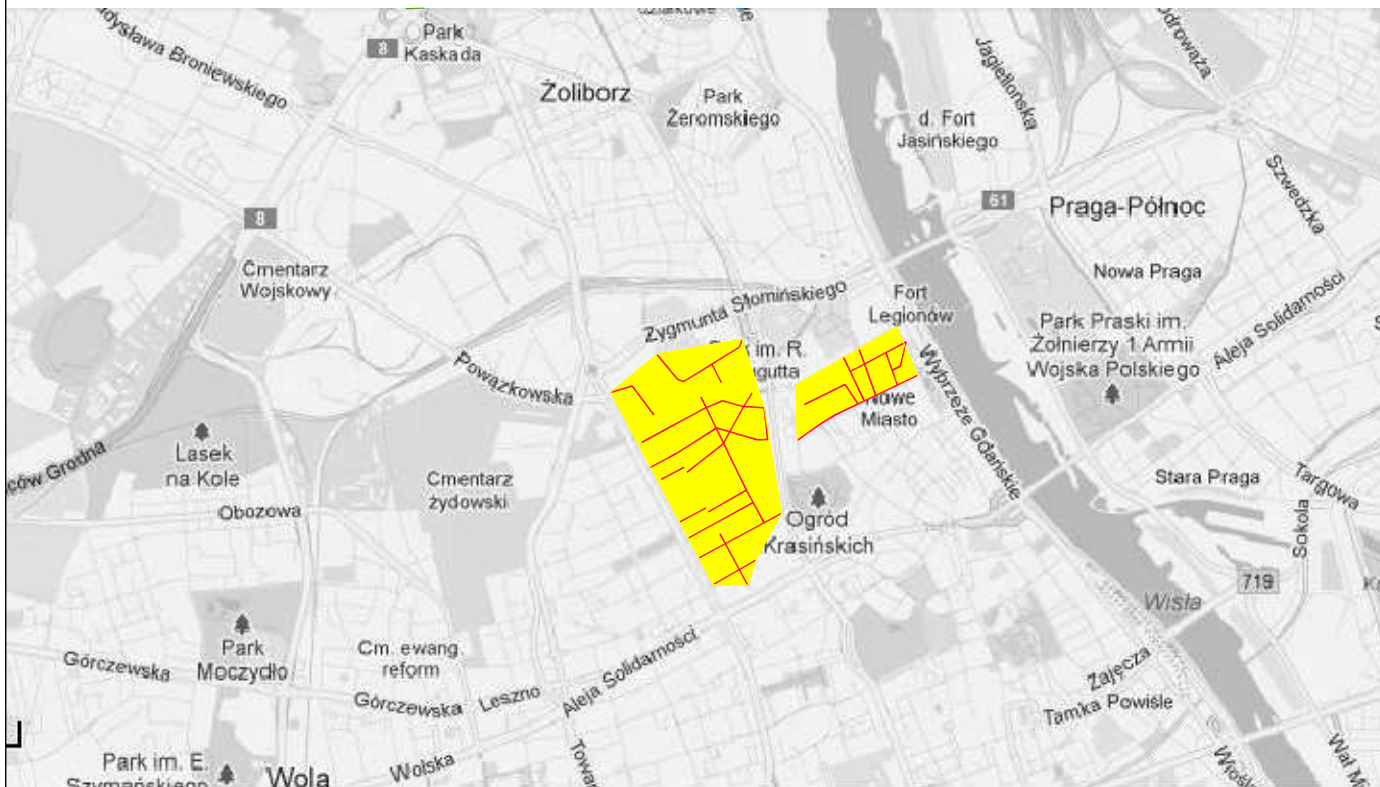 Park
Kaskada
8
Władysława Broniewskiego
Żoliborz
Park
Żeromskiego
d. Fort
Jasińskiego
Jagiellońska
Odrowąża
Szwedzka
61
Praga-Północ
8
Cmentarz
Wojskowy
Nowa Praga
Zygmunta Słomińskiego
Fort
Legionów
im. R.
Park Praski im.
Żołnierzy 1 Armii
Wojska Polskiego
Aleja Solidarności
Powązkowska
Wybrzeże Gdańskie
Nowe
Miasto
Lasek
na Kole
Cmentarz
żydowski
Obozowa
Stara Praga
Targowa
Sokola
Ogród
Krasińskich
719
Wisła
Park
Moczydło
Górczewska
Cm. ewang.
reform
Górczewska
Leszno
Aleja Solidarności
Zajęcza
Tamka Powiśle
Park im. E.
Szymańskiego
Wola
Wolska